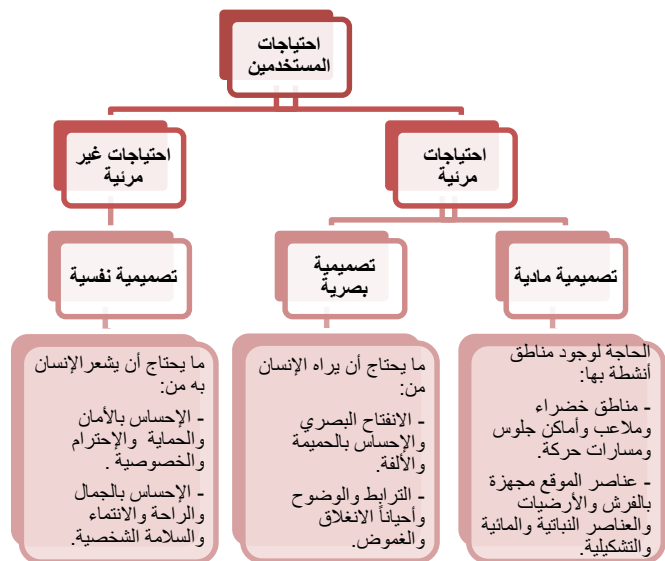 احتياجات
المستخدمين
احتياجات
مرئية
احتياجات غير
مرئية
تصميمية مادية
تصميمية
بصرية
تصميمية نفسية
الحاجة لوجود مناطق
أنشطة بها:
- مناطق خضراء
وملاعب وأماكن جلوس
ومسارات حركة.
- عناصر الموقع مجهزة
بالفرش والأرضيات
والعناصر النباتية والمائية
والتشكيلية.
ما يحتاج أن يراه الإنسان
من:
- الانفتاح البصري
والإحساس بالحميمة
والألفة.
- الترابط والوضوح
وأحياناً الانغلاق
والغموض.
ما يحتاج أن يشعرالإنسان
به من:
- الإحساس بالأمان
والحماية والإحترام
والخصوصية .
- الإحساس بالجمال
والراحة والانتماء
والسلامة الشخصية.